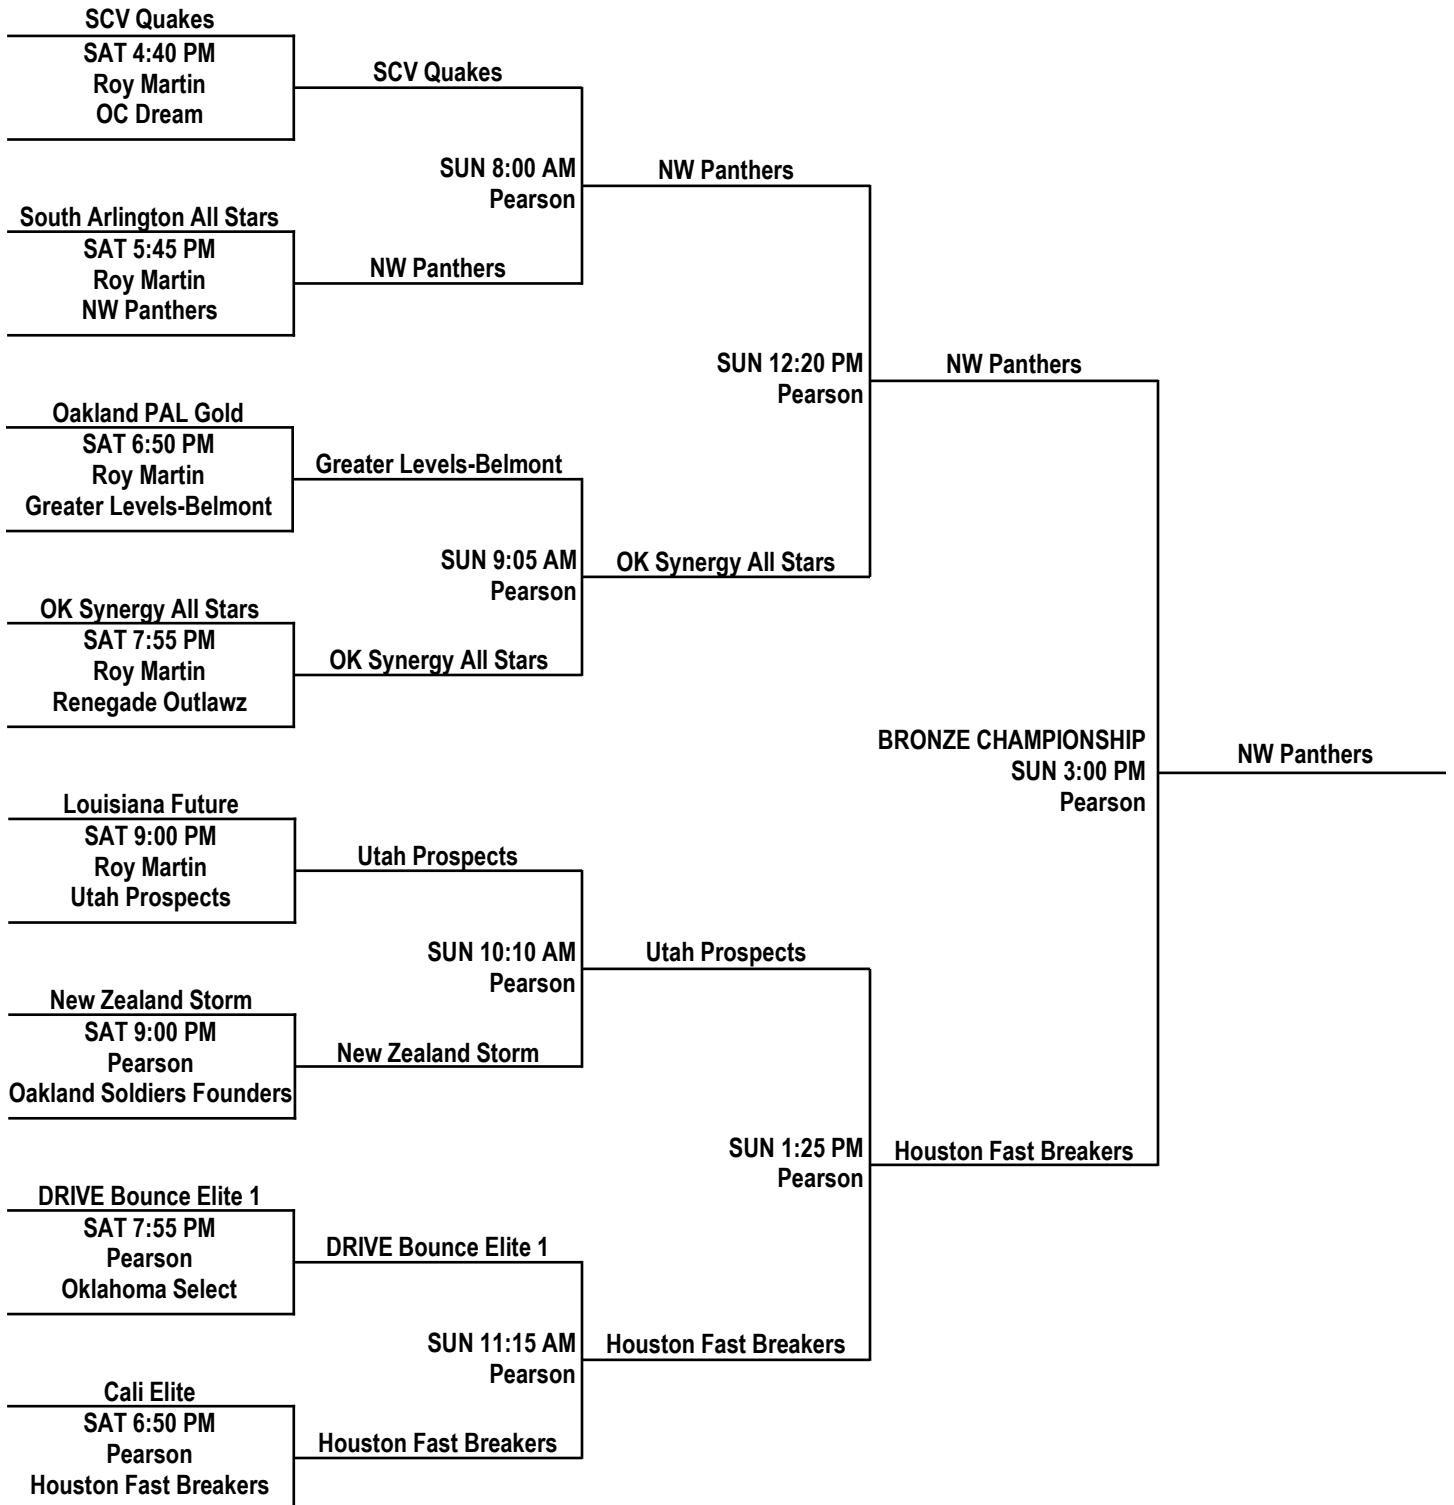 SCV Quakes
SAT 4:40 PM
Roy Martin
OC Dream
South Arlington All Stars
SAT 5:45 PM
Roy Martin
NW Panthers
Oakland PAL Gold
SAT 6:50 PM
Roy Martin
Greater Levels-Belmont
OK Synergy All Stars
SAT 7:55 PM
Roy Martin
Renegade Outlawz
Louisiana Future
SAT 9:00 PM
Roy Martin
Utah Prospects
New Zealand Storm
SAT 9:00 PM
Pearson
Oakland Soldiers Founders
DRIVE Bounce Elite 1
SAT 7:55 PM
Pearson
Oklahoma Select
Cali Elite
SAT 6:50 PM
Pearson
Houston Fast Breakers
SCV Quakes
SUN 8:00 AM
Pearson
NW Panthers
Greater Levels-Belmont
SUN 9:05 AM
Pearson
OK Synergy All Stars
Utah Prospects
SUN 10:10 AM
Pearson
New Zealand Storm
DRIVE Bounce Elite 1
SUN 11:15 AM
Pearson
Houston Fast Breakers
NW Panthers
SUN 12:20 PM
Pearson
OK Synergy All Stars
Utah Prospects
SUN 1:25 PM
Pearson
Houston Fast Breakers
NW Panthers
BRONZE CHAMPIONSHIP
SUN 3:00 PM
Pearson
Houston Fast Breakers
NW Panthers